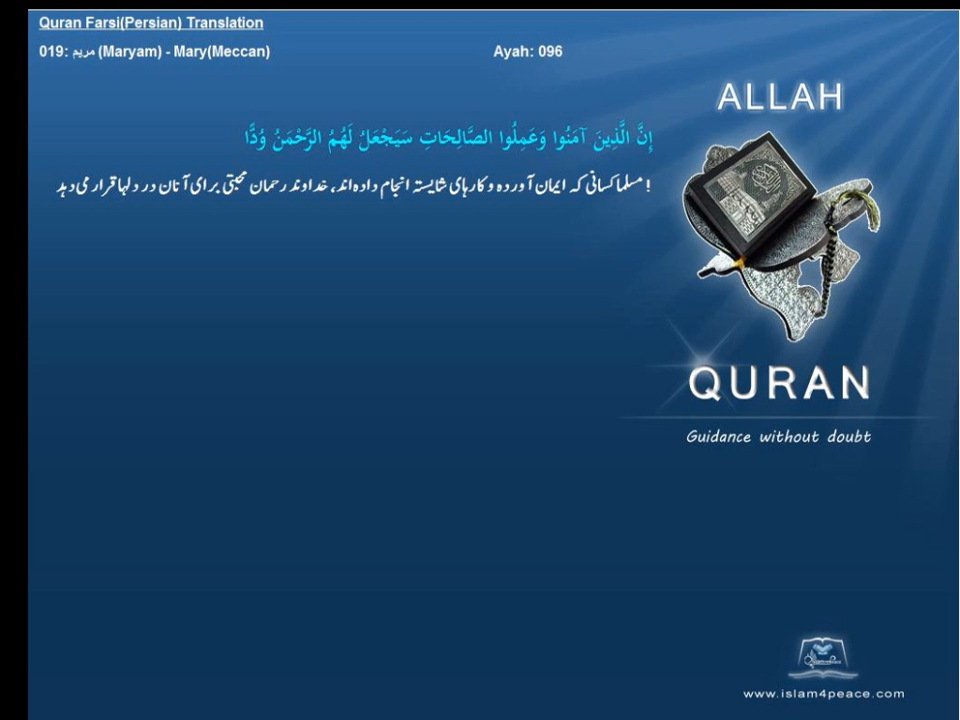 Quran Farsi(Persian) Translation
019: مريم (Maryam) - Mary(Meccan)
Ayah: 096
ALLAH
إِنَّ الَّذِينَ آمَنُوا وَعَمِلُوا الصَّالِحَاتِ سَيَجْعَلُ لَهُمُ الرَّحْمَنُ وُدًّا
! مسلما کسانی که ایمان آورده و کارهای شایسته انجام داده‌اند، خداوند رحمان محبتی برای آنان در دلها قرار می‌دهد
QURAN
Guidance without doubt
www.islam4peace.com